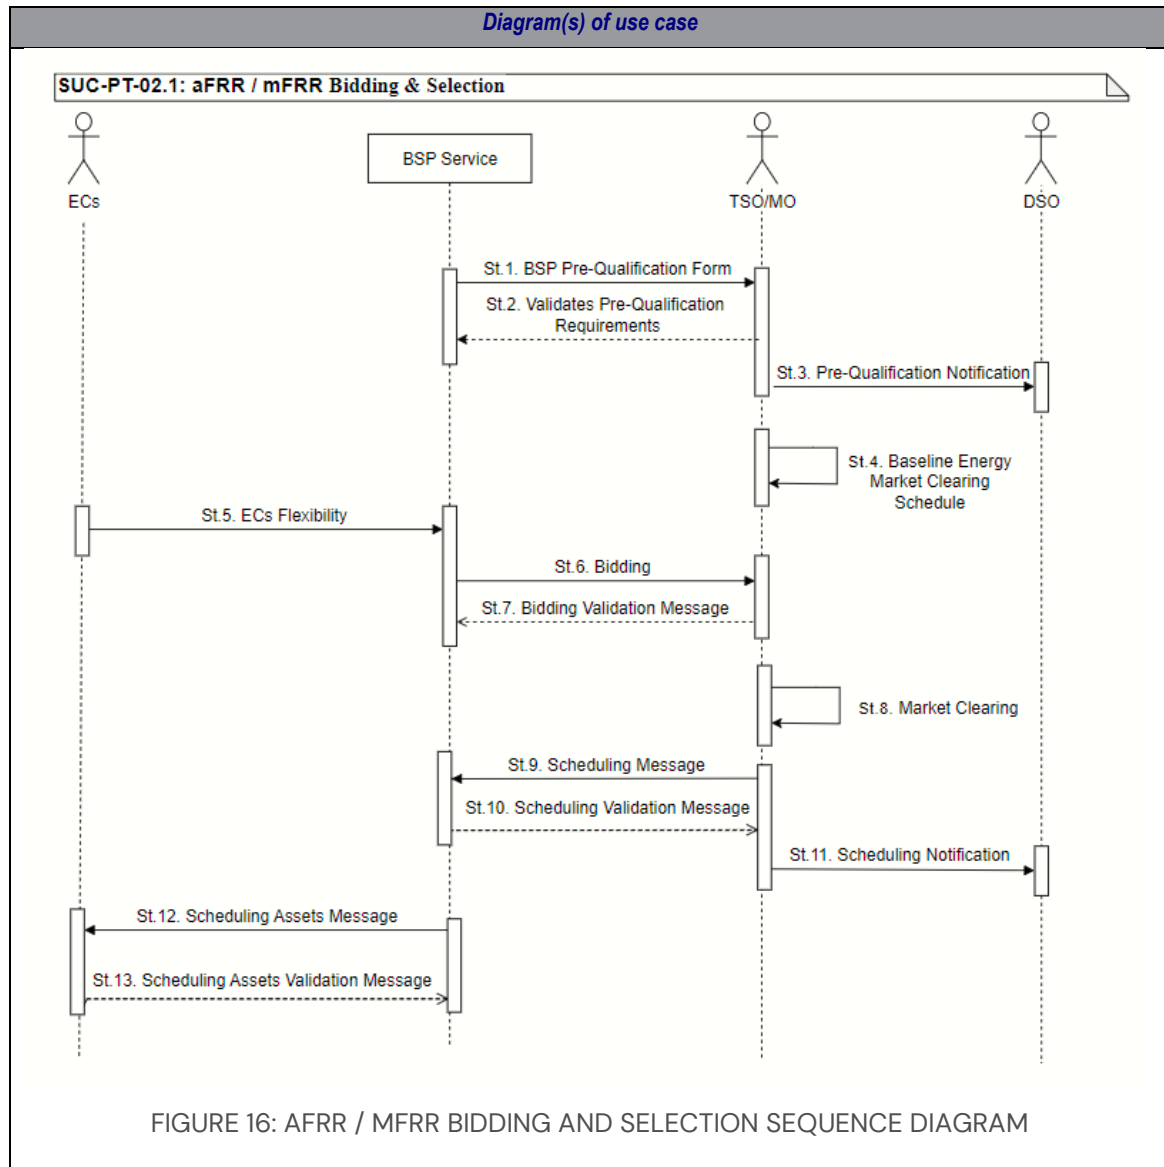 Diagram(s) of use case
SUC-PT-02.1: aFRR / mFRR Bidding & Selection
ECs
BSP Service
TSO/MO
DSO
St.1. BSP Pre-Qualification Form
St.2. Validates Pre-Qualification
Requirements
St.3. Pre-Qualification Notification
St.4. Baseline Energy
Market Clearing
Schedule
St.5. ECs Flexibility
St.6. Bidding
St.7. Bidding Validation Message
St.8. Market Clearing
St.9. Scheduling Message
St.10. Scheduling Validation Message
St.11. Scheduling Notification
St.12. Scheduling Assets Message
St.13. Scheduling Assets Validation Message
FIGURE 16: AFRR / MFRR BIDDING AND SELECTION SEQUENCE DIAGRAM